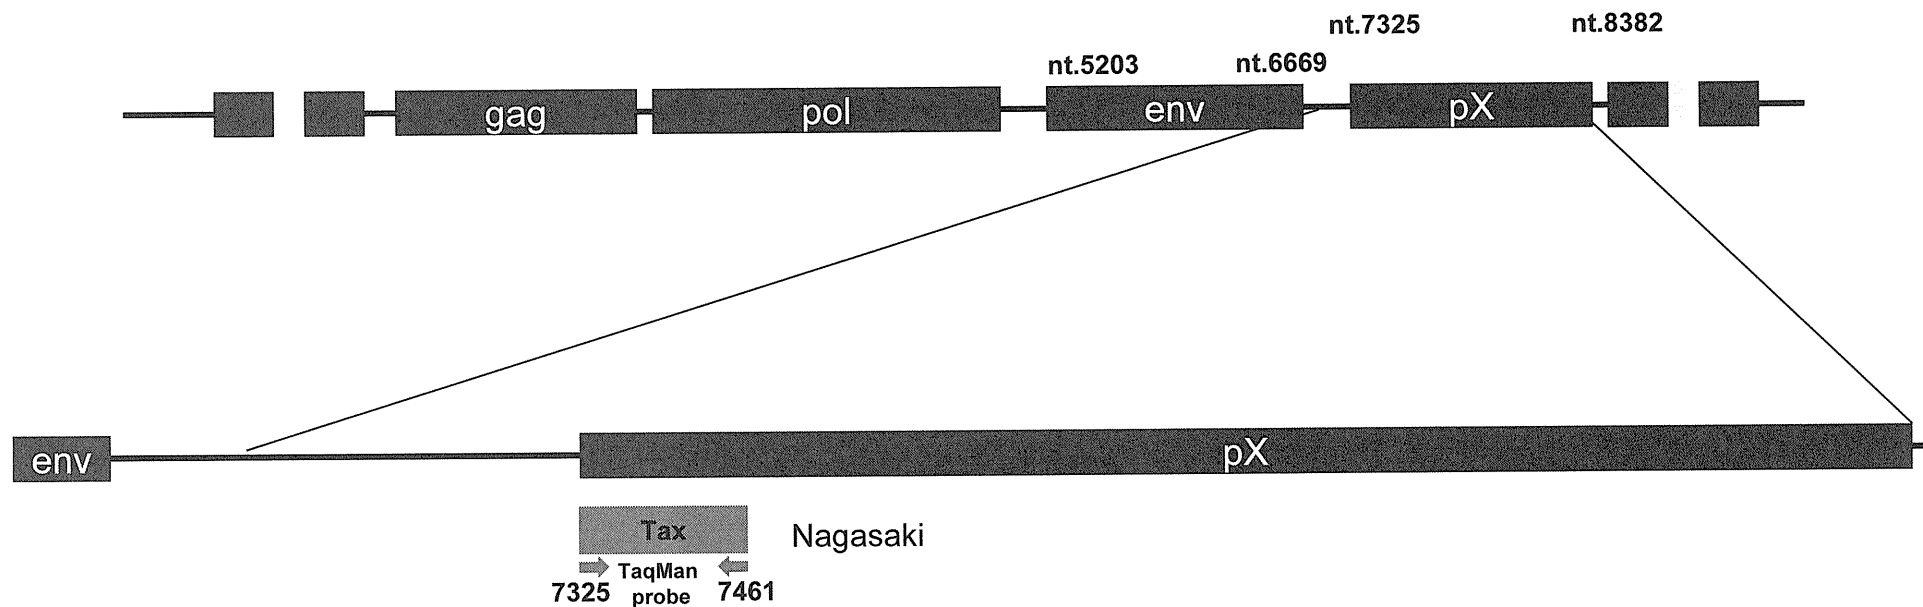 nt.7325
nt.8382
nt.5203
nt.6669
gag
pol
env
pX
env
pX
Tax
Nagasaki
TaqMan
probe
7325
7461